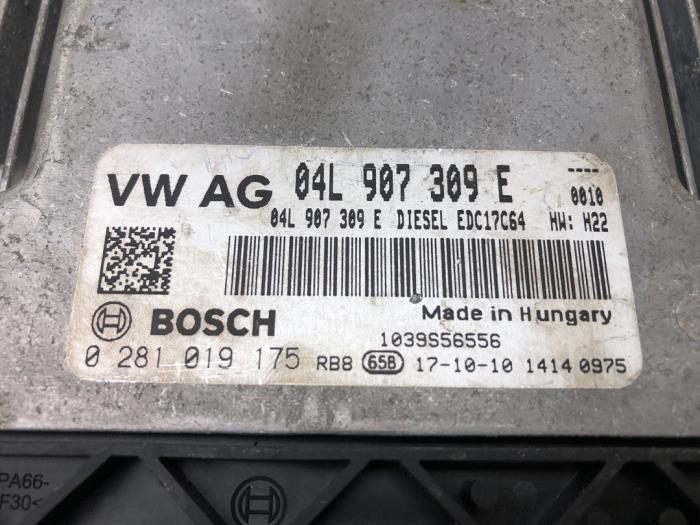 VW AG 04L 907 309 E
----
0010
04L 907 309 E DIESEL EDC17C64 HW: H22
Made in Hungary
BOSCH
1039S56556
0 281 019 175 RB8 65B 17-10-10 1414 0975
PA66-
F30<